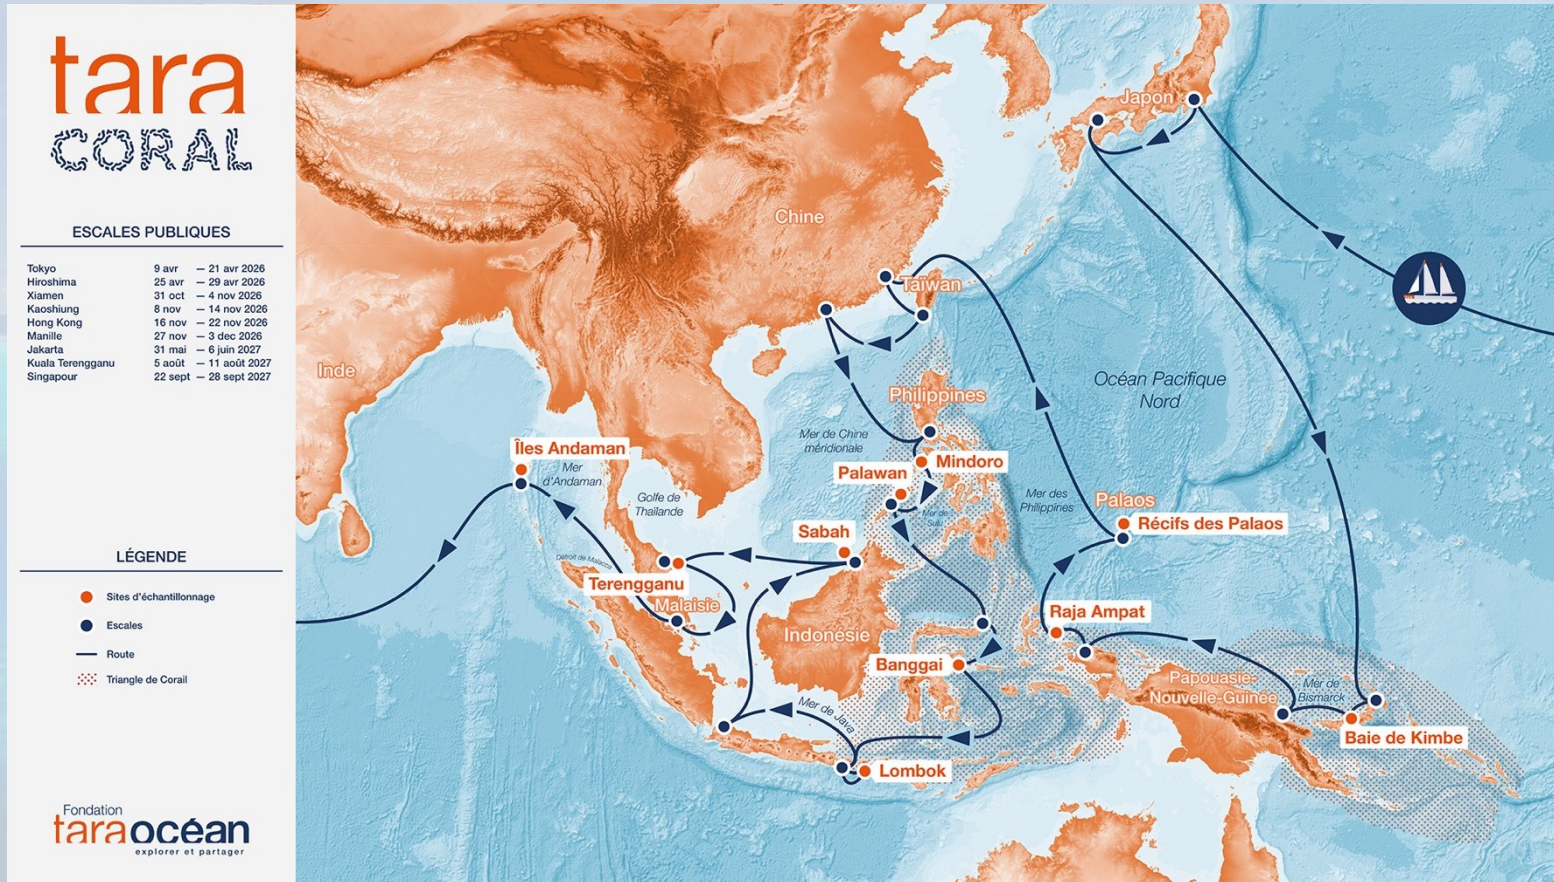 tara
CORAL
ESCALES PUBLIQUES
Tokyo 9 avr — 21 avr 2026
Hiroshima 25 avr — 29 avr 2026
Xiamen 31 oct — 4 nov 2026
Kaoshiung 8 nov — 14 nov 2026
Hong Kong 16 nov — 22 nov 2026
Manille 27 nov — 3 dec 2026
Jakarta 31 mai — 6 juin 2027
Kuala Terengganu 5 août — 11 août 2027
Singapour 22 sept — 28 sept 2027
LÉGENDE
Sites d'échantillonnage
Escales
Route
Triangle de Corail
Fondation
taraocéan
explorer et partager
Japon
Chine
Taïwan
Inde
Océan Pacifique
Nord
Philippines
Mer de Chine
méridionale
Îles Andaman
Mer
d'Andaman
Golfe de
Thaïlande
Palawan
Mindoro
Mer de
Sulu
Mer des
Philippines
Palaos
Récifs des Palaos
Sabah
Détroit de Malacca
Terengganu
Malaisie
Raja Ampat
Indonésie
Banggai
Papouasie-
Nouvelle-Guinée
Mer de
Bismarck
Mer de Java
Baie de Kimbe
Lombok